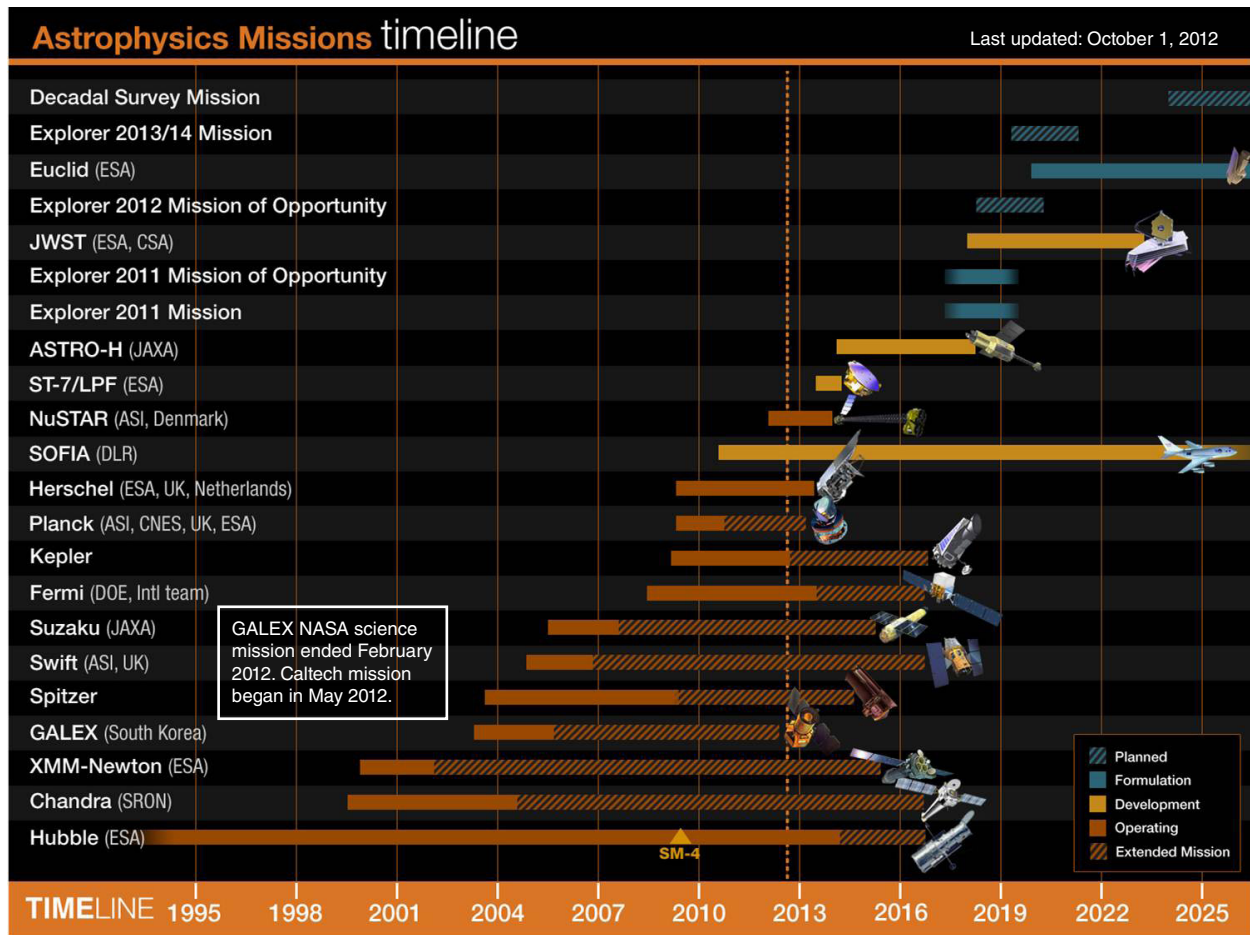 Astrophysics Missions timeline
Last updated: October 1, 2012
Decadal Survey Mission
Explorer 2013/14 Mission
Euclid (ESA)
Explorer 2012 Mission of Opportunity
JWST (ESA, CSA)
Explorer 2011 Mission of Opportunity
Explorer 2011 Mission
ASTRO-H (JAXA)
ST-7/LPF (ESA)
NuSTAR (ASI, Denmark)
SOFIA (DLR)
Herschel (ESA, UK, Netherlands)
Planck (ASI, CNES, UK, ESA)
Kepler
Fermi (DOE, Intl team)
Suzaku (JAXA)
Swift (ASI, UK)
Spitzer
GALEX (South Korea)
XMM-Newton (ESA)
Chandra (SRON)
Hubble (ESA)
GALEX NASA science
mission ended February
2012. Caltech mission
began in May 2012.
SM-4
Planned
Formulation
Development
Operating
Extended Mission
TIMELINE 1995 1998 2001 2004 2007 2010 2013 2016 2019 2022 2025